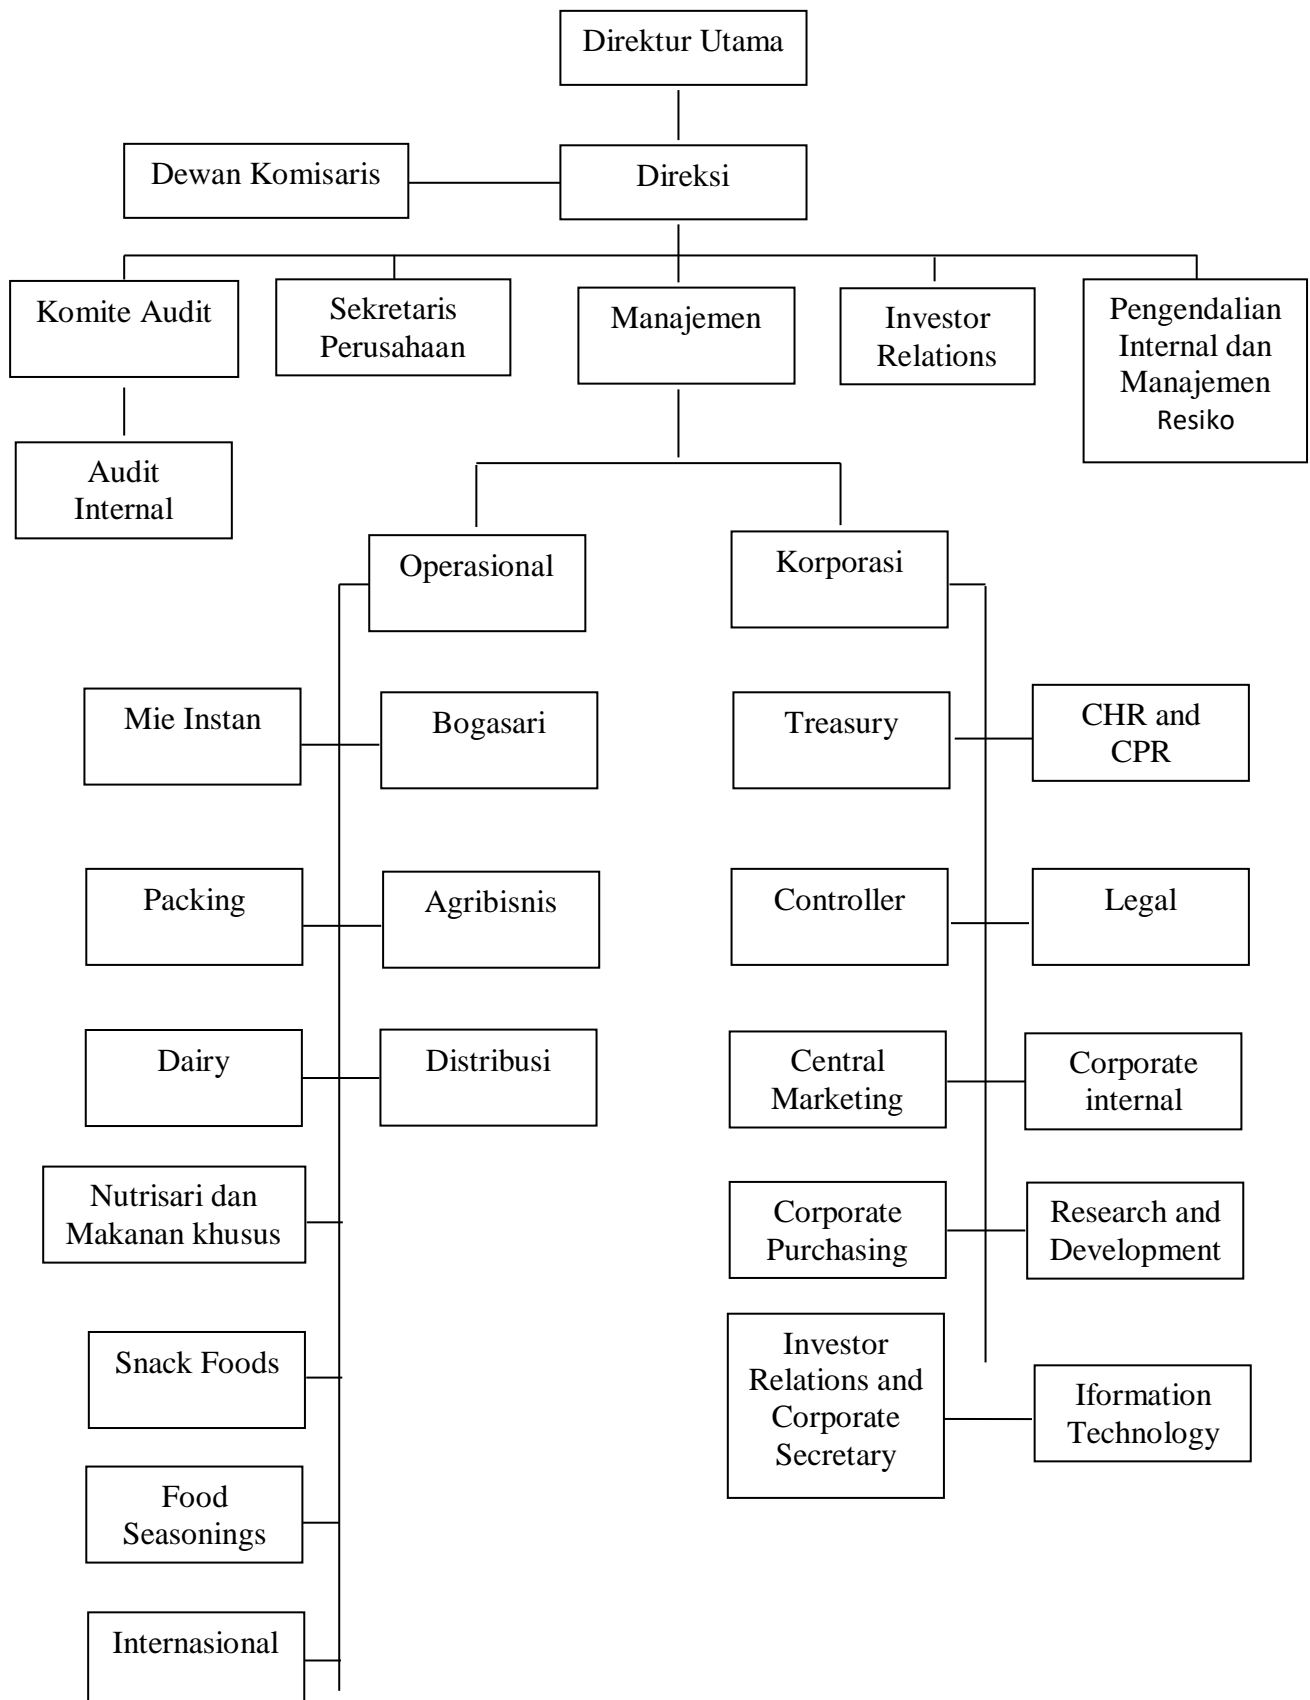 Direktur Utama
Dewan Komisaris
Direksi
Komite Audit
Sekretaris
Perusahaan
Manajemen
Investor
Relations
Pengendalian
Internal dan
Manajemen
Resiko
Audit
Internal
Operasional
Korporasi
Mie Instan
Bogasari
Treasury
CHR and
CPR
Packing
Agribisnis
Controller
Legal
Dairy
Distribusi
Central
Marketing
Corporate
internal
Nutrisari dan
Makanan khusus
Corporate
Purchasing
Research and
Development
Snack Foods
Investor
Relations and
Corporate
Secretary
Iformation
Technology
Food
Seasonings
Internasional